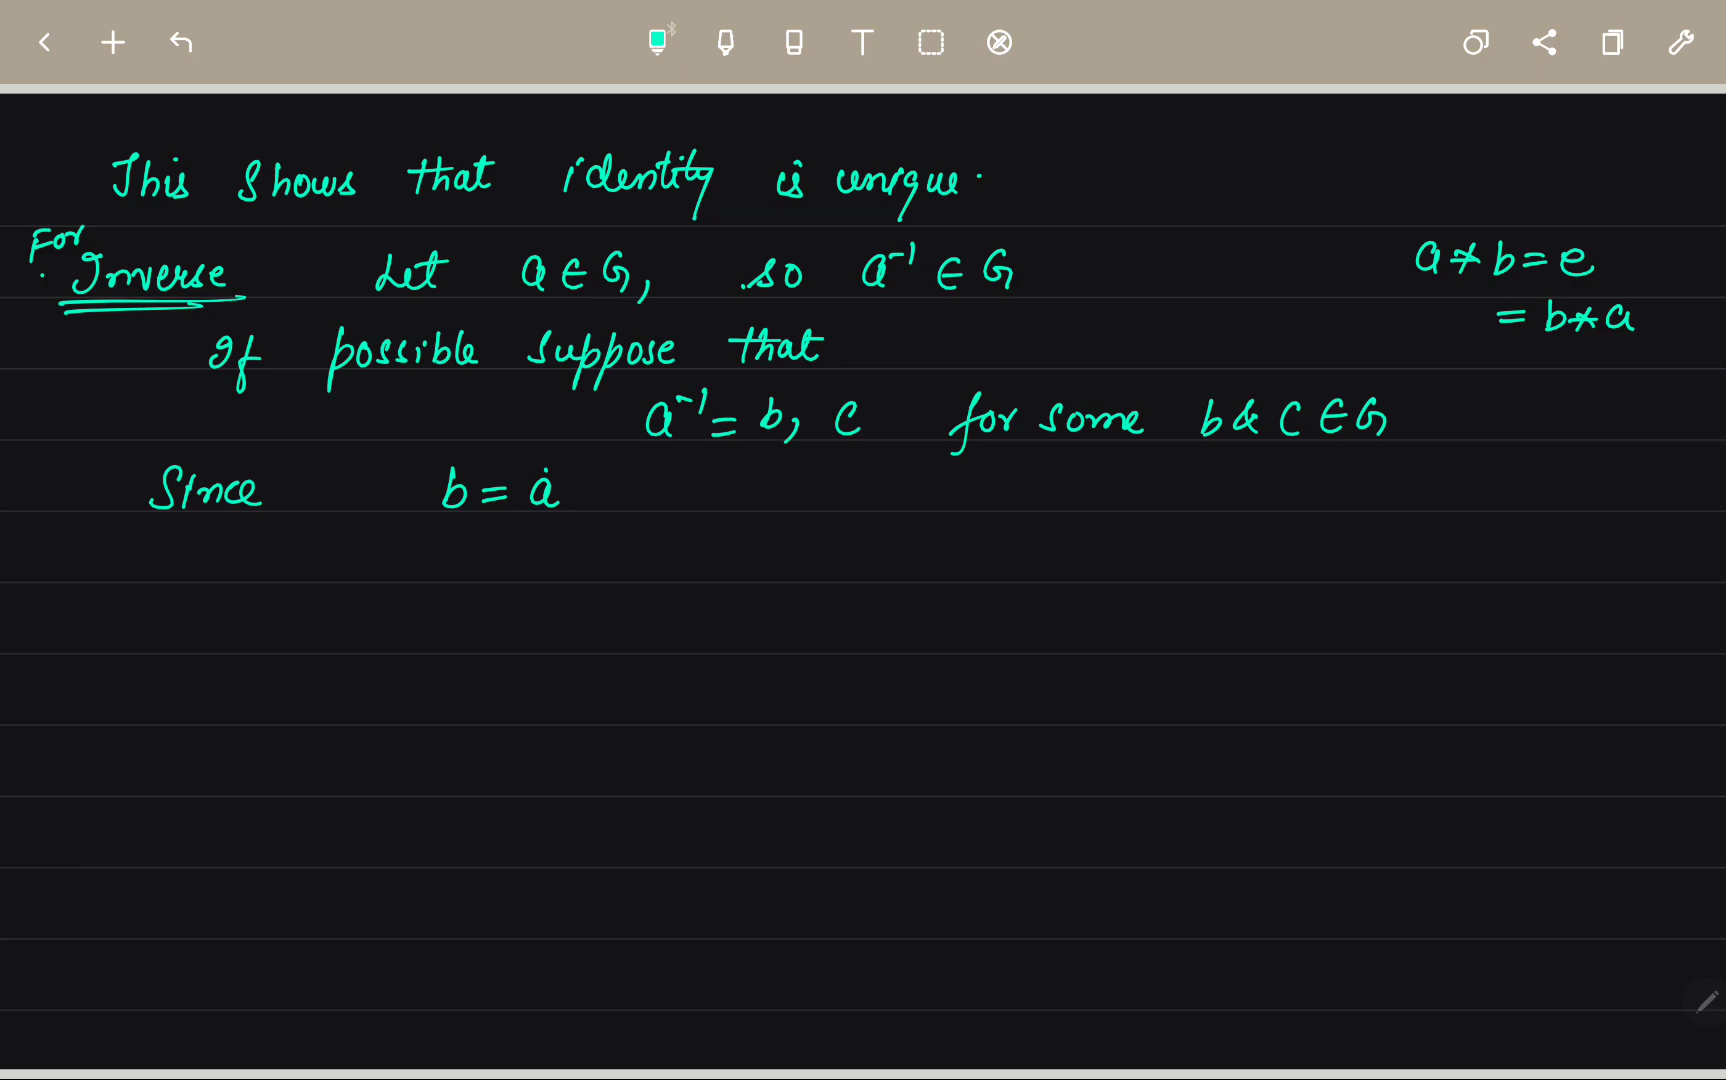 This shows that identity is unique.
For
Inverse Let a ∈ G, so a⁻¹ ∈ G
a * b = e
= b * a
If possible suppose that
a⁻¹ = b, c for some b & c ∈ G
Since b = a